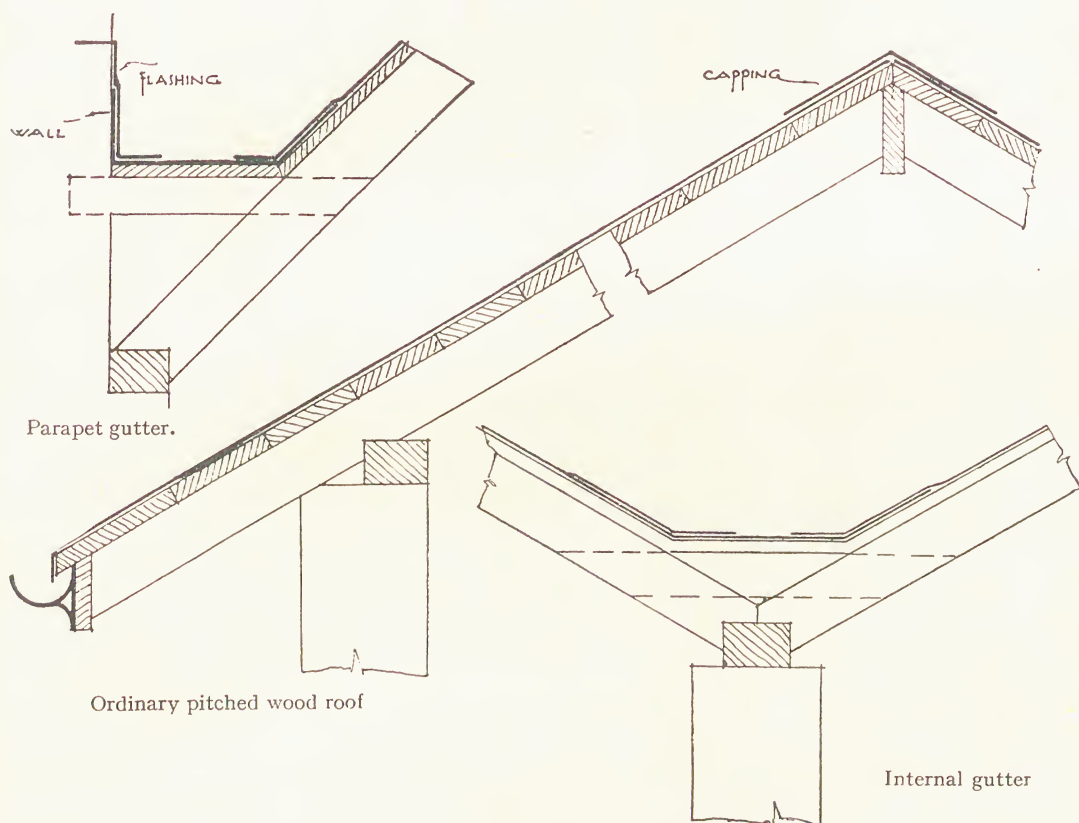 FLASHING
WALL
CAPPING
Parapet gutter.
Ordinary pitched wood roof
Internal gutter